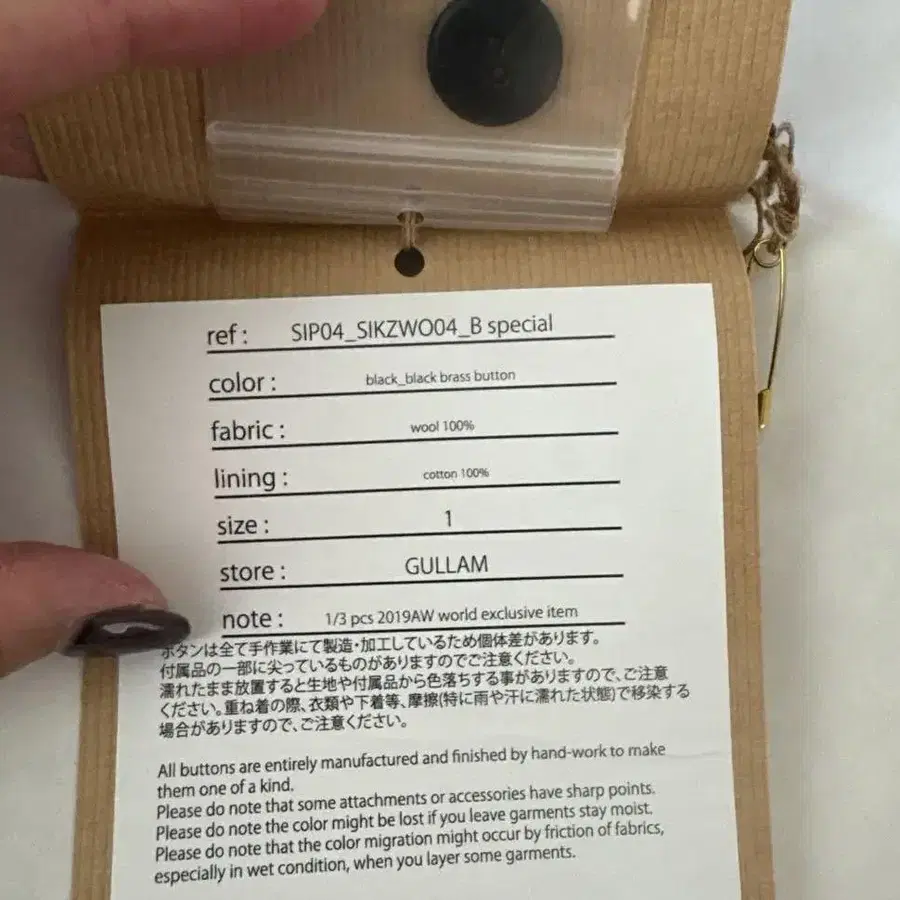 ref : SIP04_SIKZWO04_B special
color : black_black brass button
fabric : wool 100%
lining : cotton 100%
size : 1
store : GULLAM
note : 1/3 pcs 2019AW world exclusive item
ボタンは全て手作業にて製造・加工しているため個体差があります。
付属品の一部に尖っているものがありますのでご注意ください。
濡れたまま放置すると生地や付属品から色落ちする事がありますので、ご注意
ください。重ね着の際、衣類や下着等、摩擦(特に雨や汗に濡れた状態)で移染する
場合がありますので、ご注意ください。
All buttons are entirely manufactured and finished by hand-work to make
them one of a kind.
Please do note that some attachments or accessories have sharp points.
Please do note the color might be lost if you leave garments stay moist.
Please do note that the color migration might occur by friction of fabrics,
especially in wet condition, when you layer some garments.